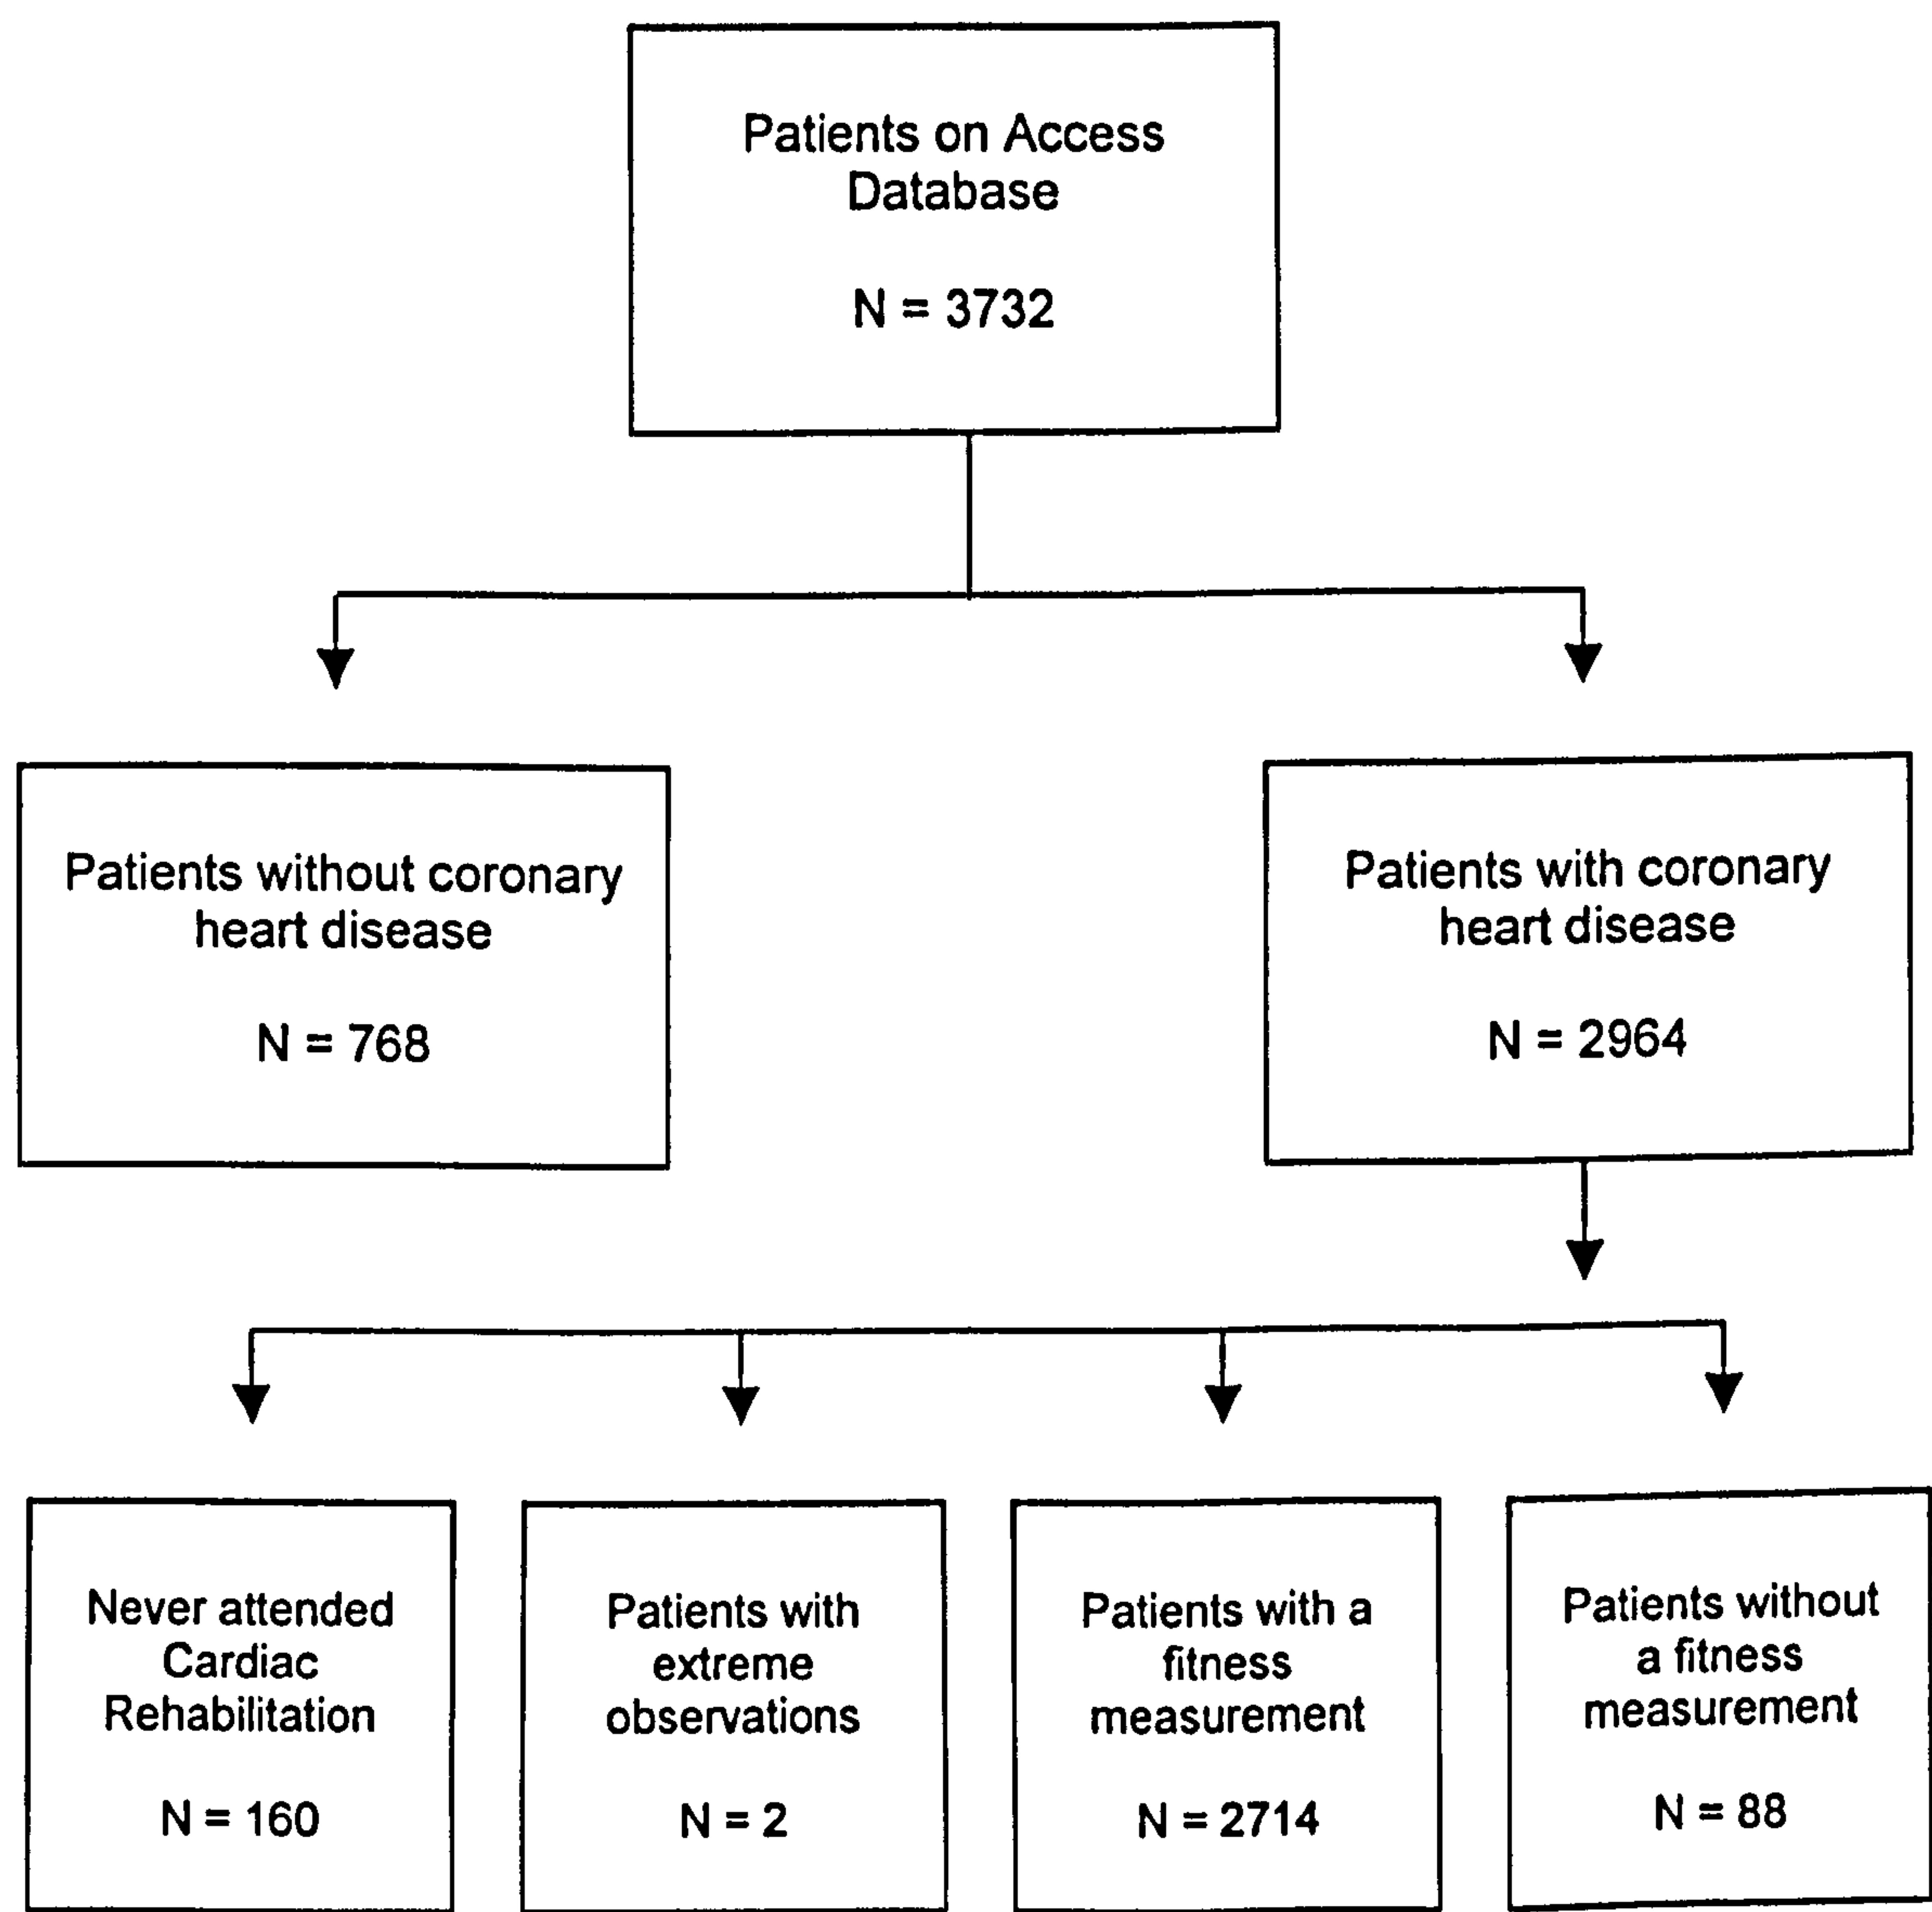 Patients on Access
Database
N = 3732
Patients without coronary
heart disease
N = 768
Patients with coronary
heart disease
N = 2964
Never attended
Cardiac
Rehabilitation
N = 160
Patients with
extreme
observations
N = 2
Patients with a
fitness
measurement
N = 2714
Patients without
a fitness
measurement
N = 88